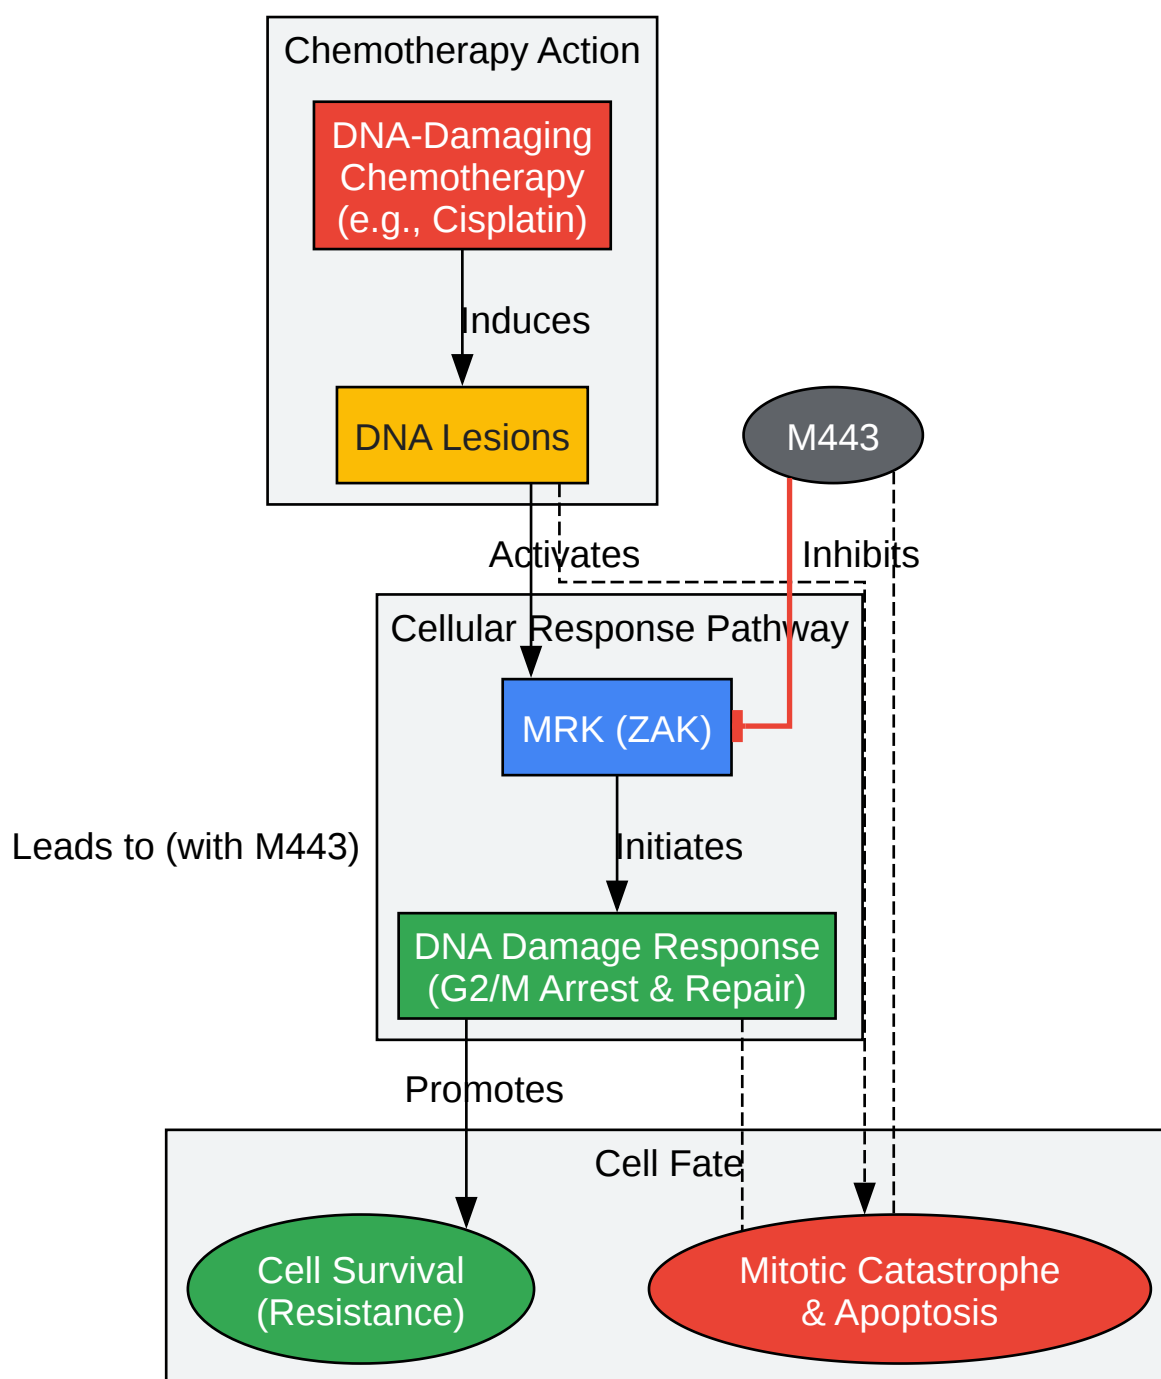 Chemotherapy Action
DNA-Damaging
Chemotherapy
(e.g., Cisplatin)
Induces
DNA Lesions
M443
Activates
Inhibits
Cellular Response Pathway
MRK (ZAK)
Leads to (with M443)
Initiates
DNA Damage Response
(G2/M Arrest & Repair)
Promotes
Cell Fate
Cell Survival
(Resistance)
Mitotic Catastrophe
& Apoptosis